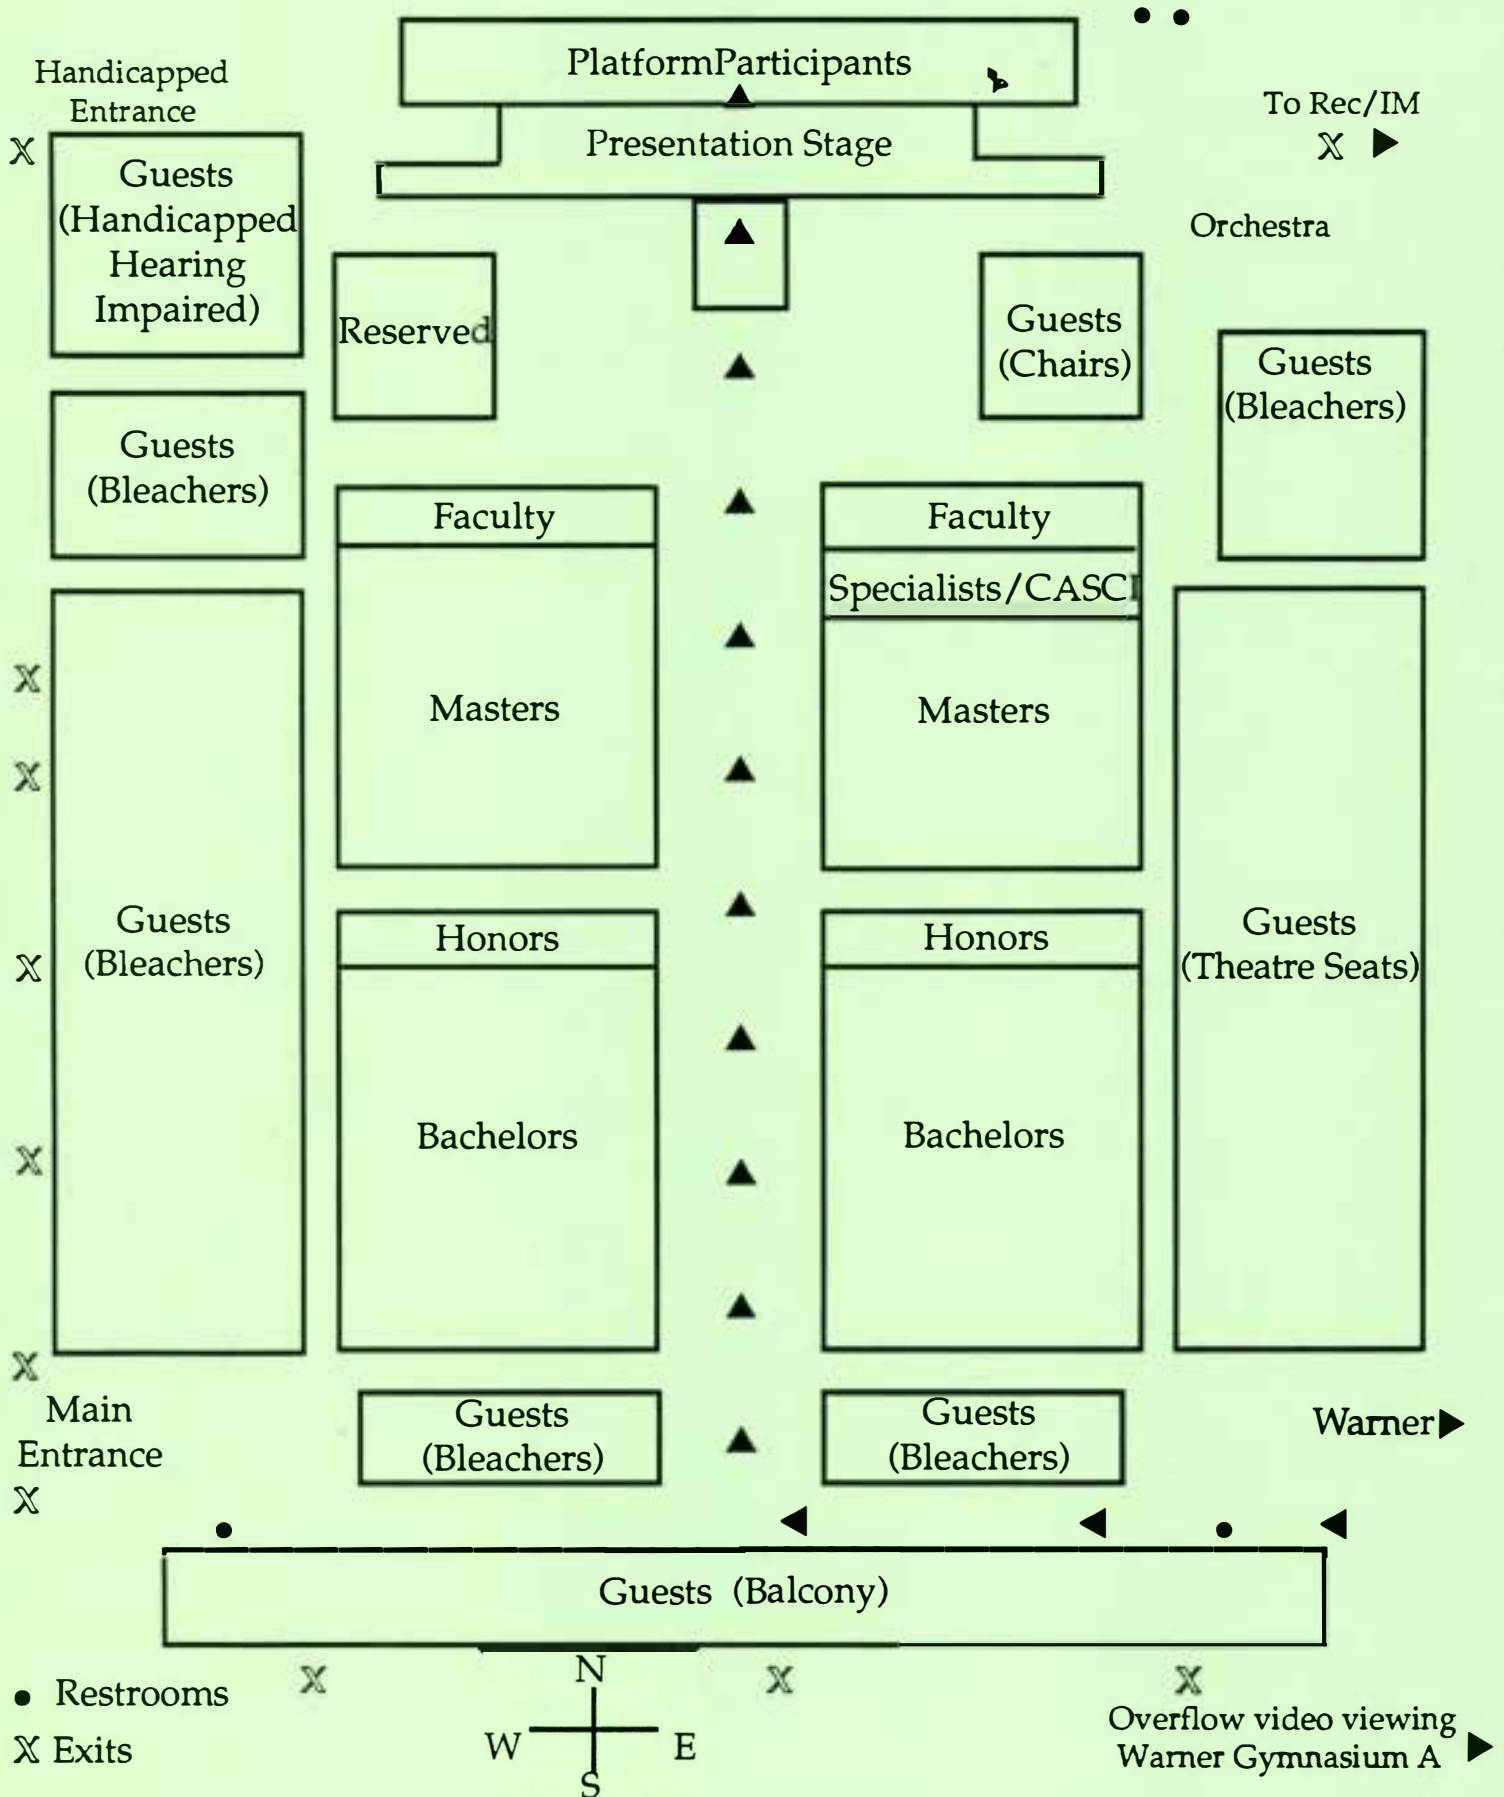 PlatformParticipants
Handicapped
Entrance
To Rec/IM
X
X
Presentation Stage
Guests
(Handicapped
Hearing
Impaired)
Orchestra
Reserved
Guests
(Chairs)
Guests
(Bleachers)
Guests
(Bleachers)
Faculty
Faculty
Specialists/CASCI
X
Masters
Masters
X
Guests
(Bleachers)
Honors
Honors
Guests
(Theatre Seats)
X
Bachelors
Bachelors
X
X
Main
Entrance
Guests
(Bleachers)
Guests
(Bleachers)
Warner
X
Guests (Balcony)
X
X
X
• Restrooms
X Exits
N
W E
S
Overflow video viewing
Warner Gymnasium A